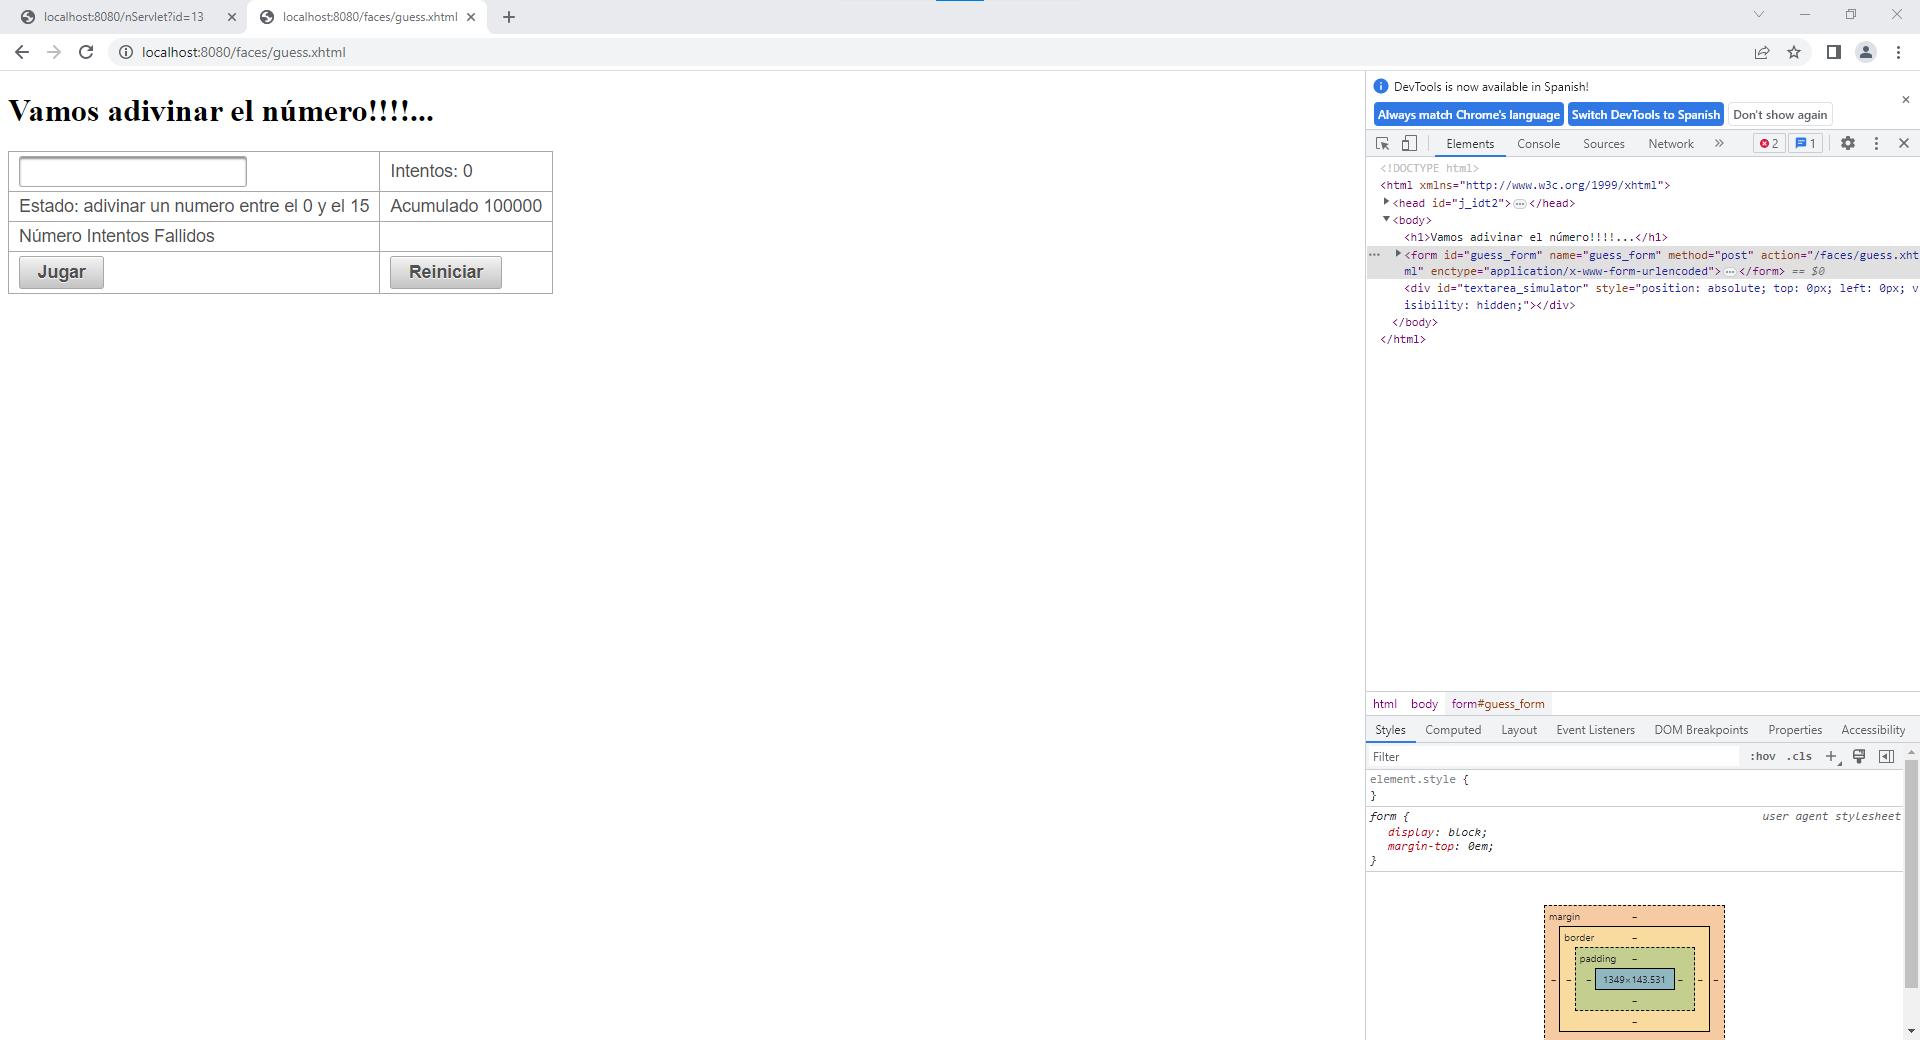 localhost:8080/nServlet?id=13
localhost:8080/faces/guess.xhtml
localhost:8080/faces/guess.xhtml
Vamos adivinar el número!!!!...
Intentos: 0
Estado: adivinar un numero entre el 0 y el 15
Acumulado 100000
Número Intentos Fallidos
Jugar
Reiniciar
DevTools is now available in Spanish!
Always match Chrome's language
Switch DevTools to Spanish
Don't show again
Elements
Console
Sources
Network
2
1
<!DOCTYPE html>
<html xmlns="http://www.w3c.org/1999/xhtml">
<head id="j_idt2">…</head>
<body>
<h1>Vamos adivinar el número!!!!...</h1>
<form id="guess_form" name="guess_form" method="post" action="/faces/guess.xht
ml" enctype="application/x-www-form-urlencoded">…</form> == $0
<div id="textarea_simulator" style="position: absolute; top: 0px; left: 0px; v
isibility: hidden;"></div>
</body>
</html>
html
body
form#guess_form
Styles
Computed
Layout
Event Listeners
DOM Breakpoints
Properties
Accessibility
Filter
:hov
.cls
element.style {
}
form {
user agent stylesheet
display: block;
margin-top: 0em;
}
margin
border
padding
1349×143.531